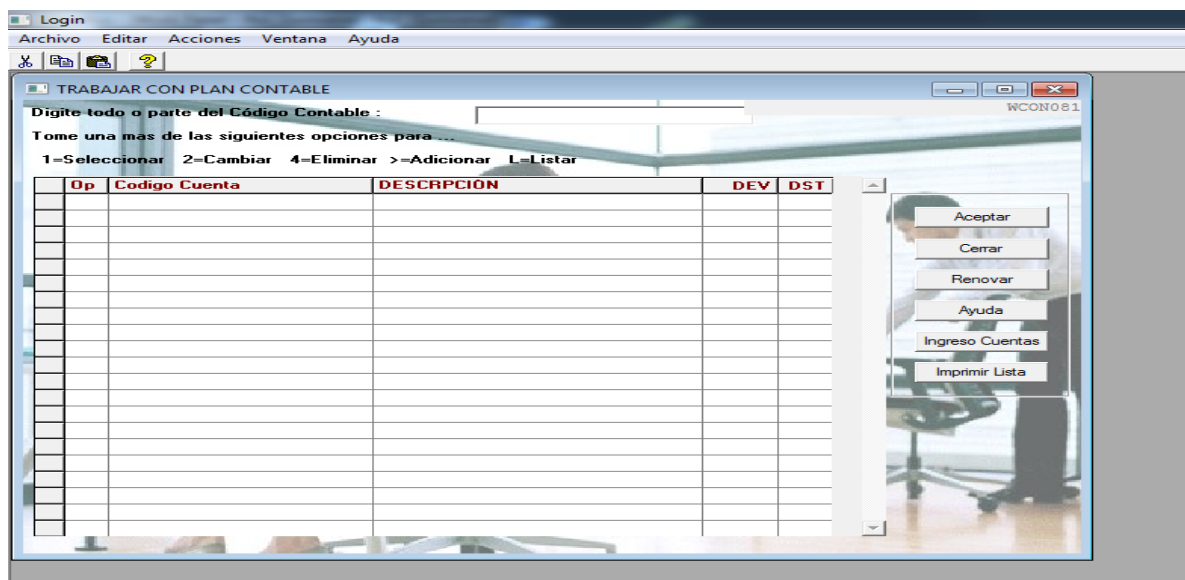 Login
Archivo Editar Acciones Ventana Ayuda
TRABAJAR CON PLAN CONTABLE
Digite todo o parte del Código Contable :
WCON081
Tome una mas de las siguientes opciones para ...
1=Seleccionar 2=Cambiar 4=Eliminar >=Adicionar L=Listar
Op Codigo Cuenta DESCRPCIÓN DEV DST
Aceptar
Cerrar
Renovar
Ayuda
Ingreso Cuentas
Imprimir Lista